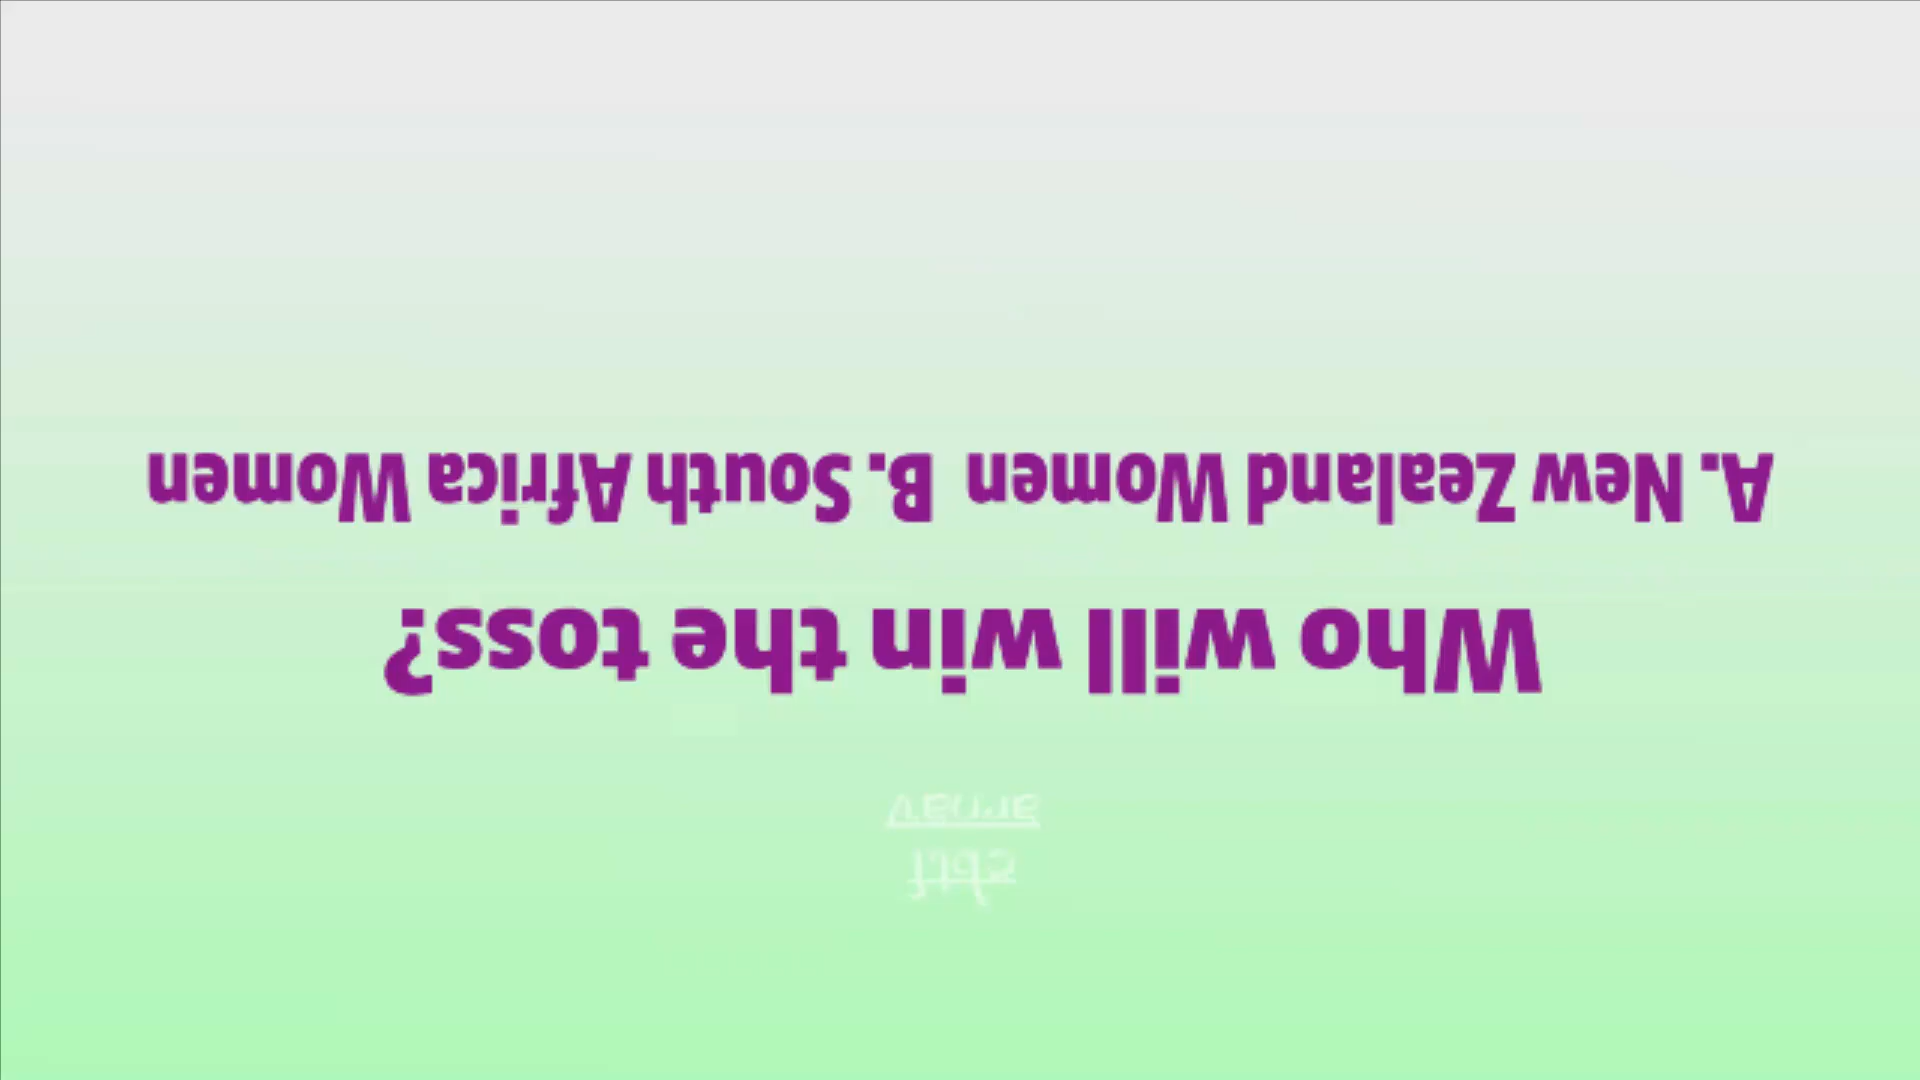 Who will win the toss?
A. New Zealand Women B. South Africa Women